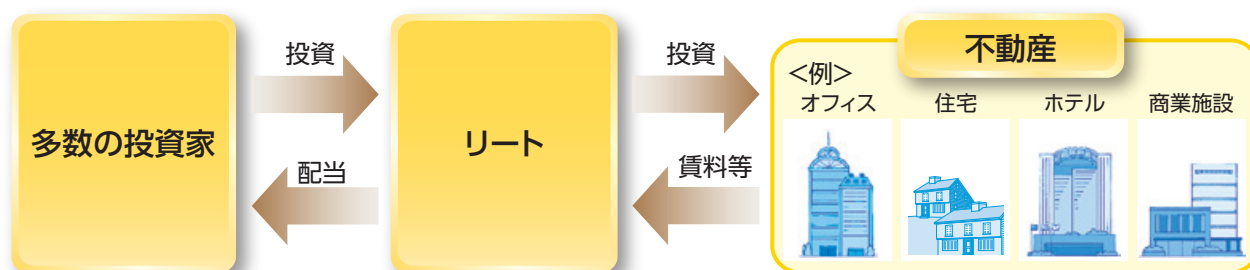 多数の投資家
投資
配当
リート
投資
賃料等
不動産
<例>
オフィス
住宅
ホテル
商業施設